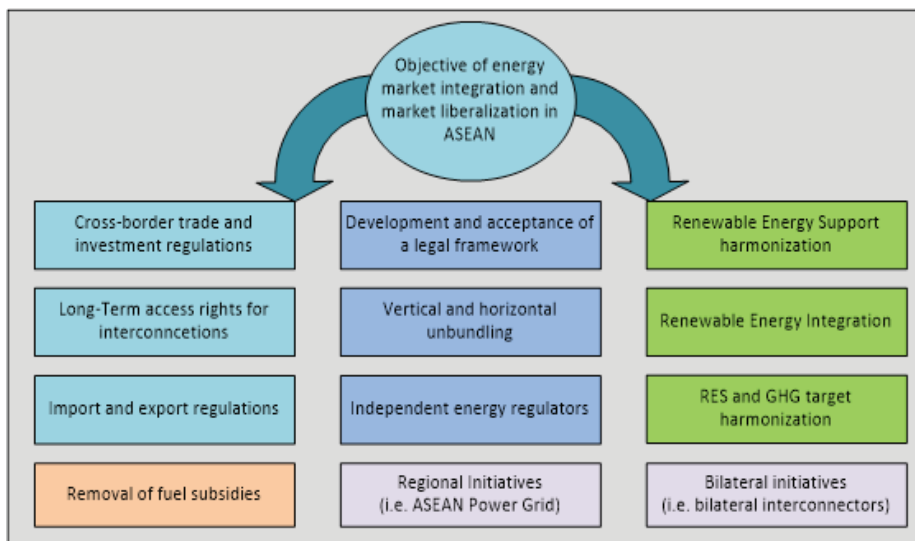 Objective of energy
market integration and
market liberalization in
ASEAN
Cross-border trade and
investment regulations
Development and acceptance of
a legal framework
Renewable Energy Support
harmonization
Long-Term access rights for
interconncetions
Vertical and horizontal
unbundling
Renewable Energy Integration
Import and export regulations
Independent energy regulators
RES and GHG target
harmonization
Removal of fuel subsidies
Regional Initiatives
(i.e. ASEAN Power Grid)
Bilateral initiatives
(i.e. bilateral interconnectors)